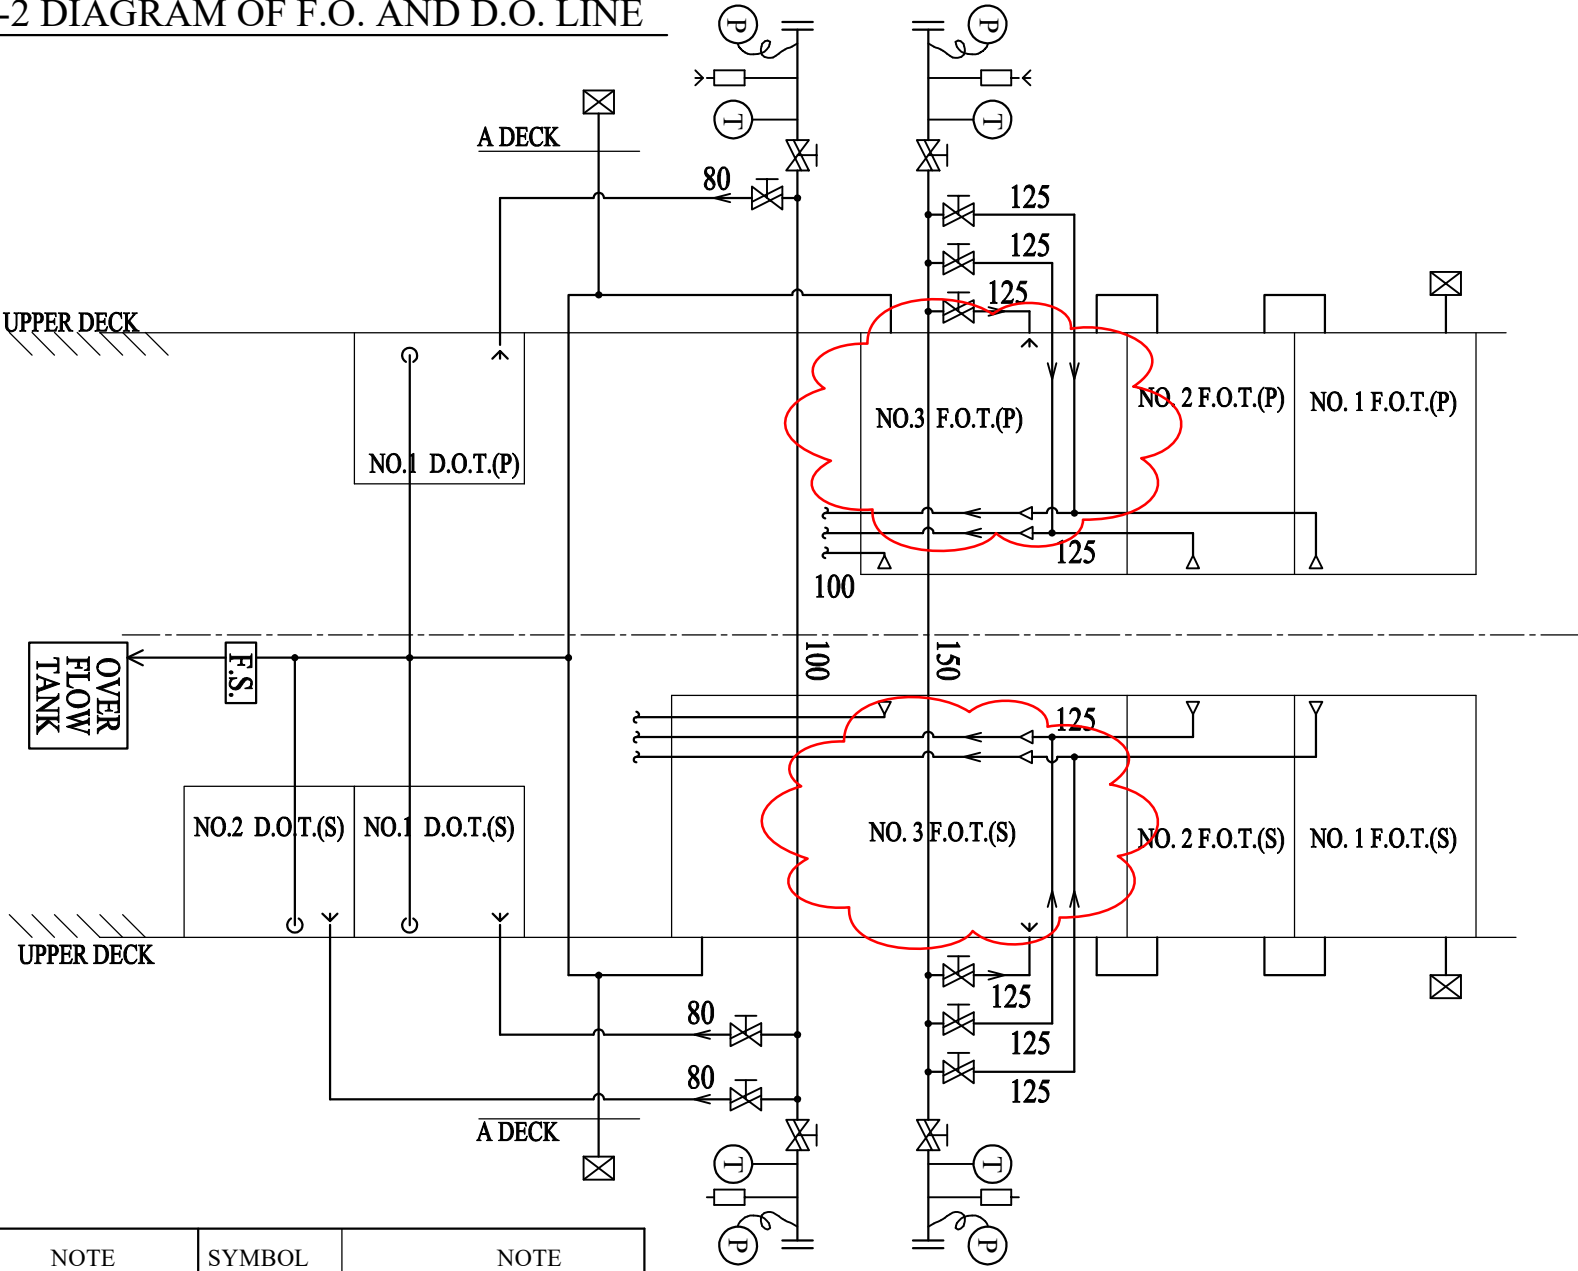 -2 DIAGRAM OF F.O. AND D.O. LINE
P
P
T
T
A DECK
80
125
125
125
UPPER DECK
NO.3 F.O.T.(P)
NO. 2 F.O.T.(P)
NO. 1 F.O.T.(P)
NO.1 D.O.T.(P)
125
100
100
150
F.S.
OVER
FLOW
TANK
125
NO.2 D.O.T.(S)
NO.1 D.O.T.(S)
NO. 3 F.O.T.(S)
NO. 2 F.O.T.(S)
NO. 1 F.O.T.(S)
UPPER DECK
125
80
125
80
125
A DECK
T
T
P
P
NOTE
SYMBOL
NOTE